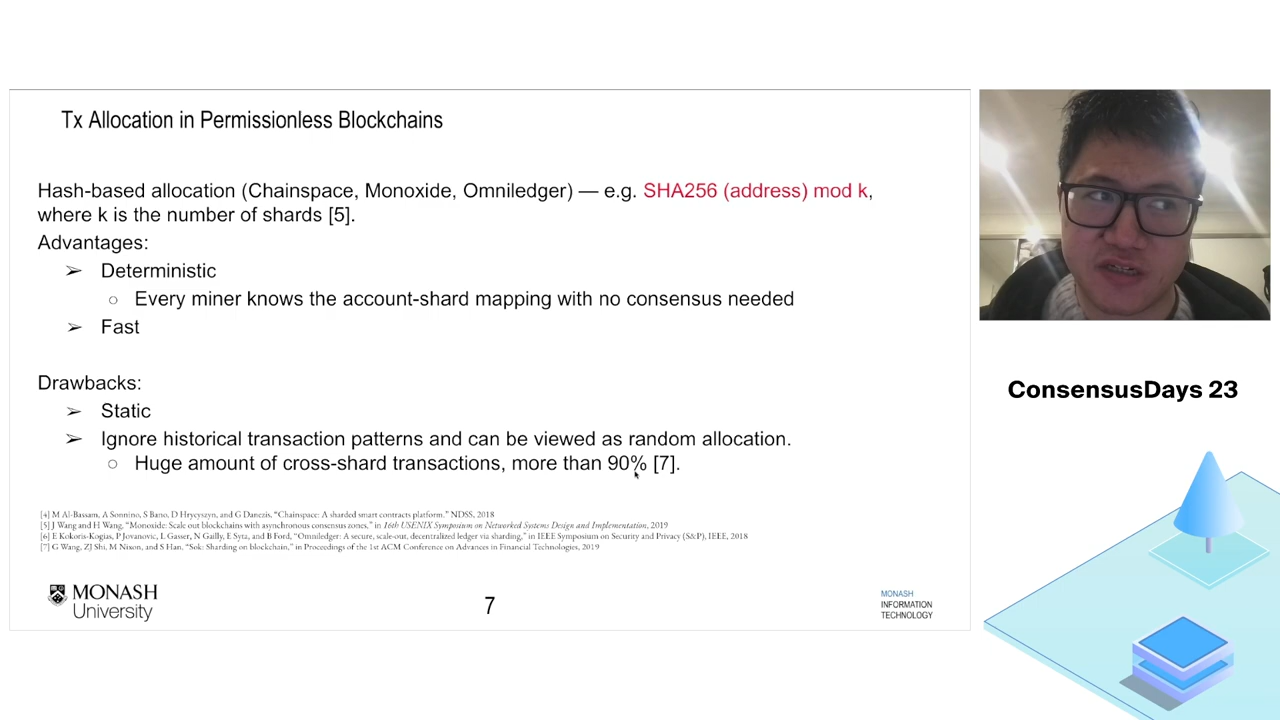 Tx Allocation in Permissionless Blockchains
Hash-based allocation (Chainspace, Monoxide, Omniledger) — e.g. SHA256 (address) mod k,
where k is the number of shards [5].
Advantages:
➢ Deterministic
○ Every miner knows the account-shard mapping with no consensus needed
➢ Fast
Drawbacks:
➢ Static
➢ Ignore historical transaction patterns and can be viewed as random allocation.
○ Huge amount of cross-shard transactions, more than 90% [7].
[4] M Al-Bassam, A Sonnino, S Bano, D Hrycyszyn, and G Danezis, “Chainspace: A sharded smart contracts platform.” NDSS, 2018
[5] J Wang and H Wang, “Monoxide: Scale out blockchains with asynchronous consensus zones,” in 16th USENIX Symposium on Networked Systems Design and Implementation, 2019
[6] E Kokoris-Kogias, P Jovanovic, L Gasser, N Gailly, E Syta, and B Ford, “Omniledger: A secure, scale-out, decentralized ledger via sharding,” in IEEE Symposium on Security and Privacy (S&P), IEEE, 2018
[7] G Wang, ZJ Shi, M Nixon, and S Han, “Sok: Sharding on blockchain,” in Proceedings of the 1st ACM Conference on Advances in Financial Technologies, 2019
MONASH
University
7
MONASH
INFORMATION
TECHNOLOGY
ConsensusDays 23